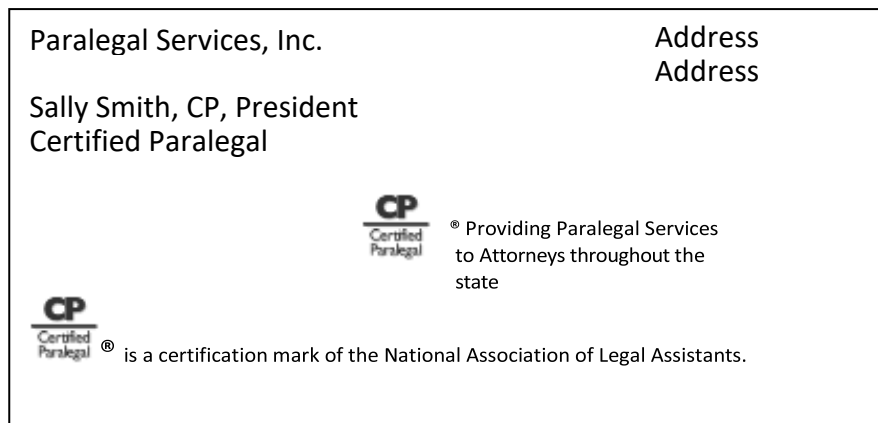 Paralegal Services, Inc.
Address
Address
Sally Smith, CP, President
Certified Paralegal
CP
Certified
Paralegal
® Providing Paralegal Services
to Attorneys throughout the
state
CP
Certified
Paralegal ® is a certification mark of the National Association of Legal Assistants.